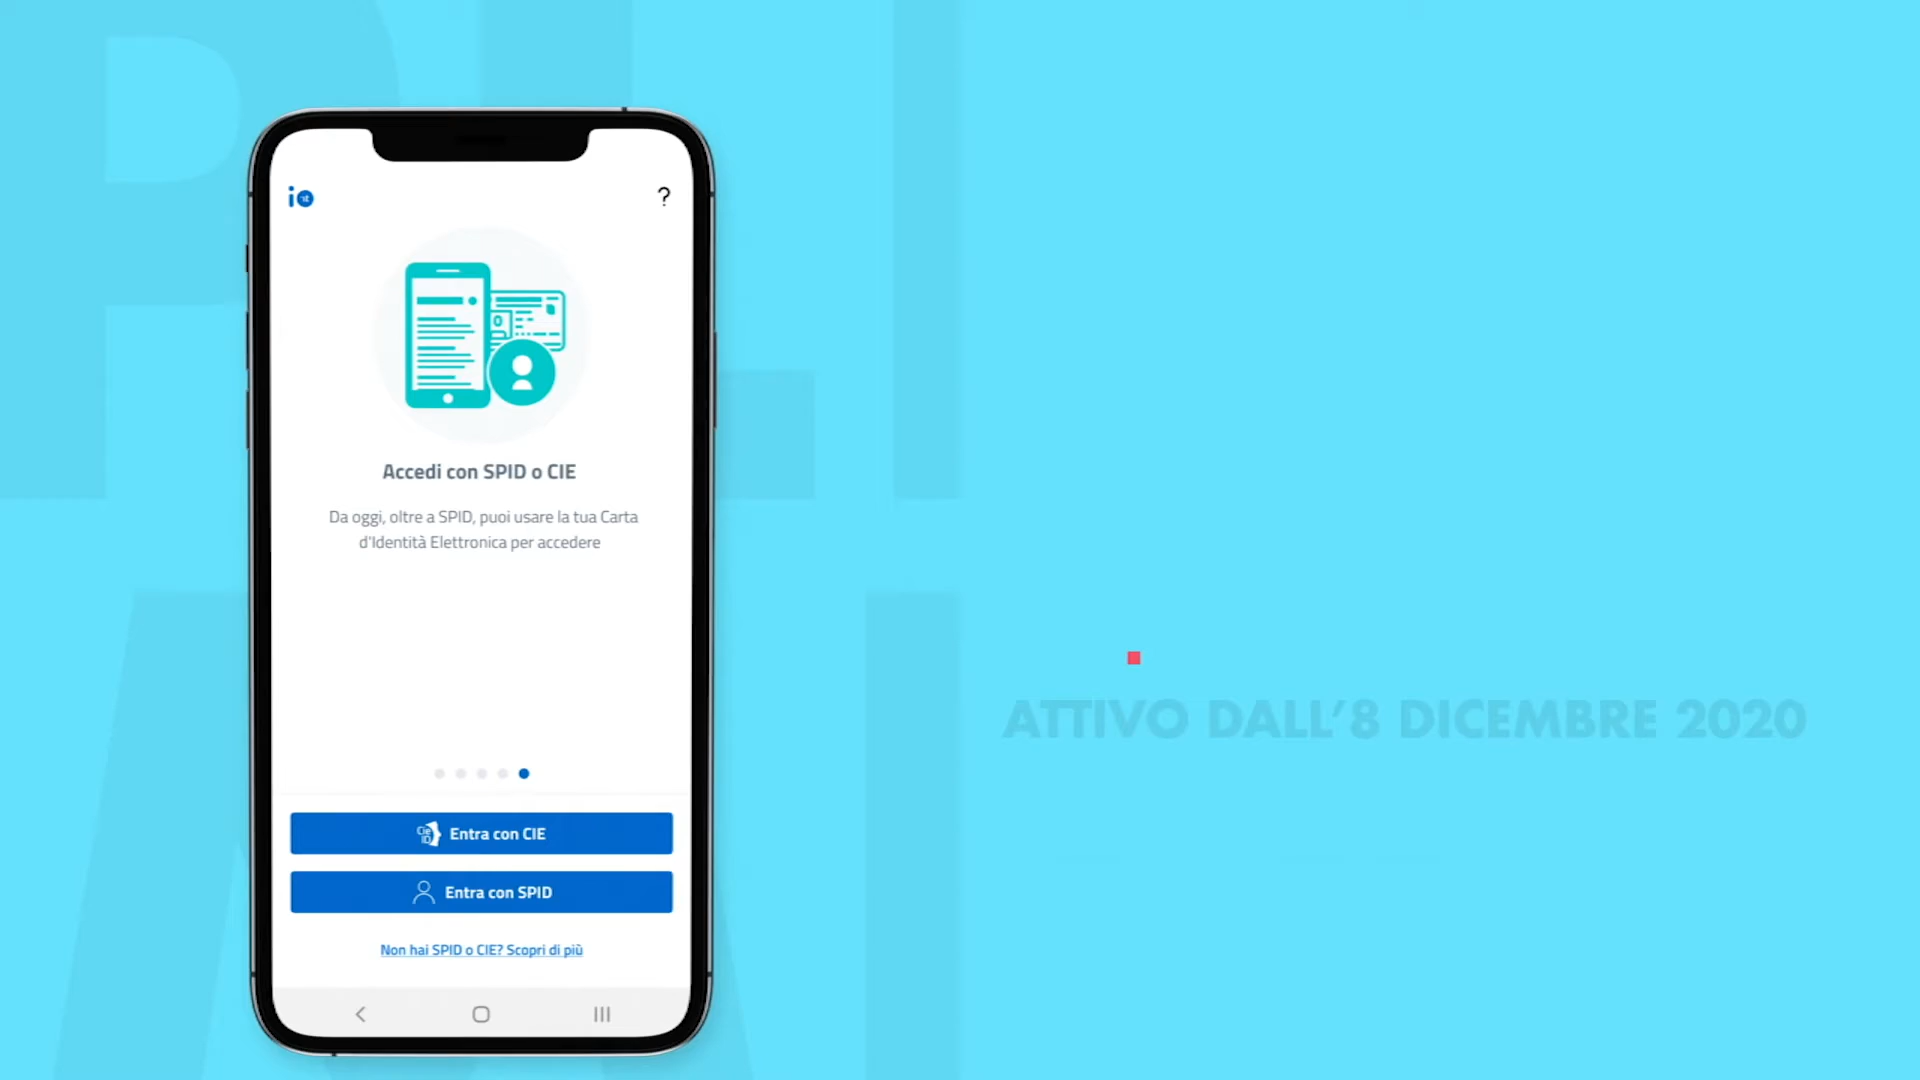 io
?
Accedi con SPID o CIE
Da oggi, oltre a SPID, puoi usare la tua Carta
d'Identità Elettronica per accedere
Entra con CIE
Entra con SPID
Non hai SPID o CIE? Scopri di più
ATTIVO DALL'8 DICEMBRE 2020